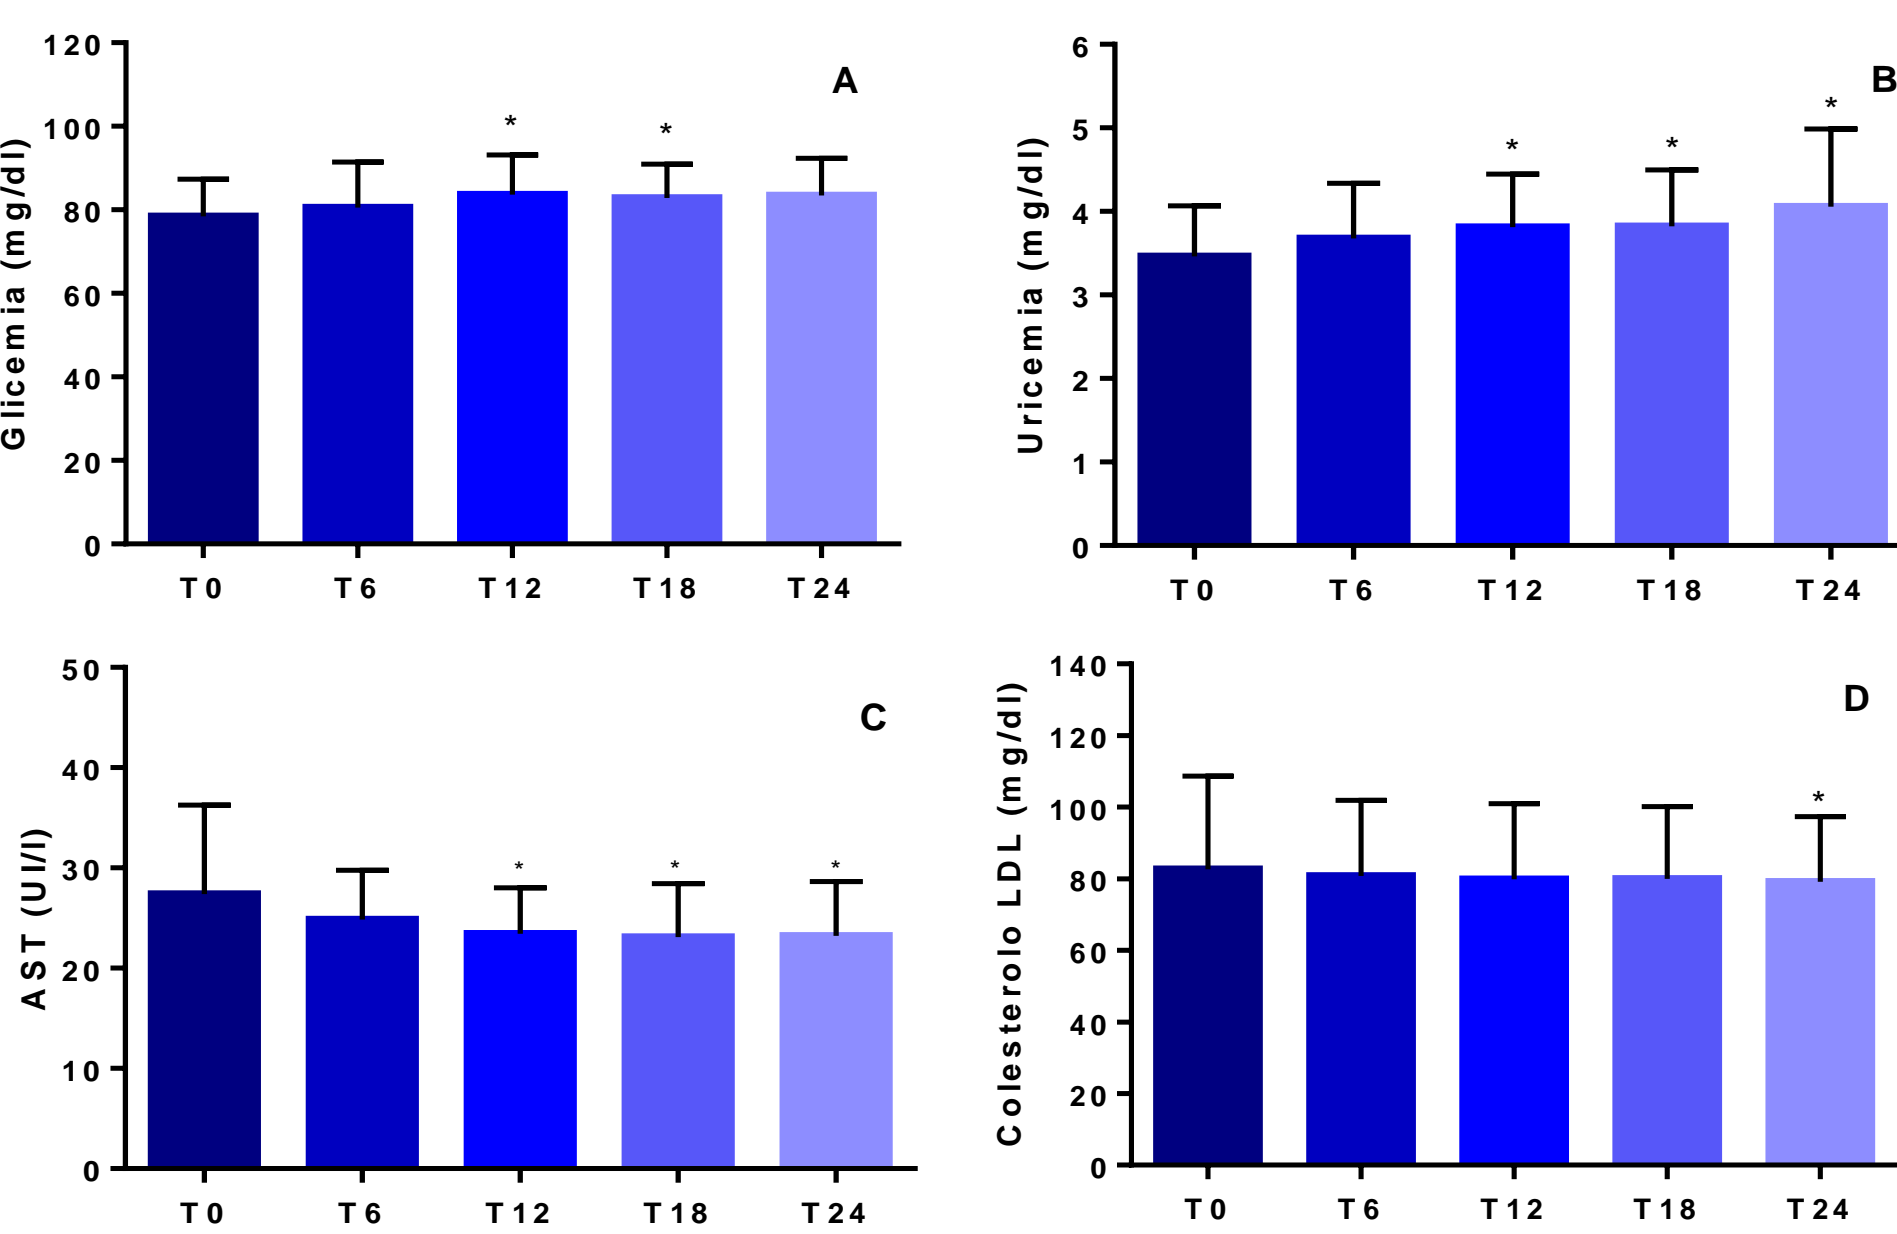 A
Glicemia (mg/dl)
120
100
80
60
40
20
0
* *
T0 T6 T12 T18 T24
B
Uricemia (mg/dl)
6
5
4
3
2
1
0
* * *
T0 T6 T12 T18 T24
C
AST (UI/l)
50
40
30
20
10
0
* * *
T0 T6 T12 T18 T24
D
Colesterolo LDL (mg/dl)
140
120
100
80
60
40
20
0
*
T0 T6 T12 T18 T24